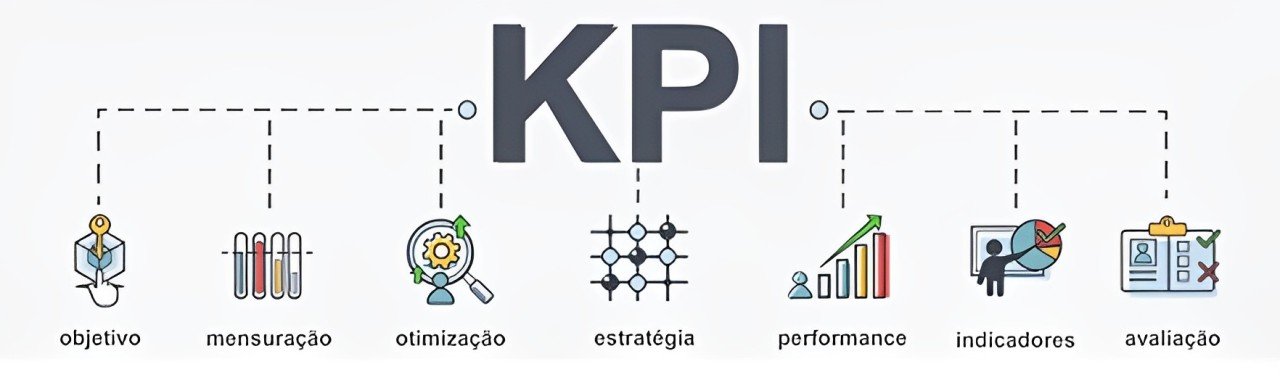 KPI
objetivo
mensuração
otimização
estratégia
performance
indicadores
avaliação